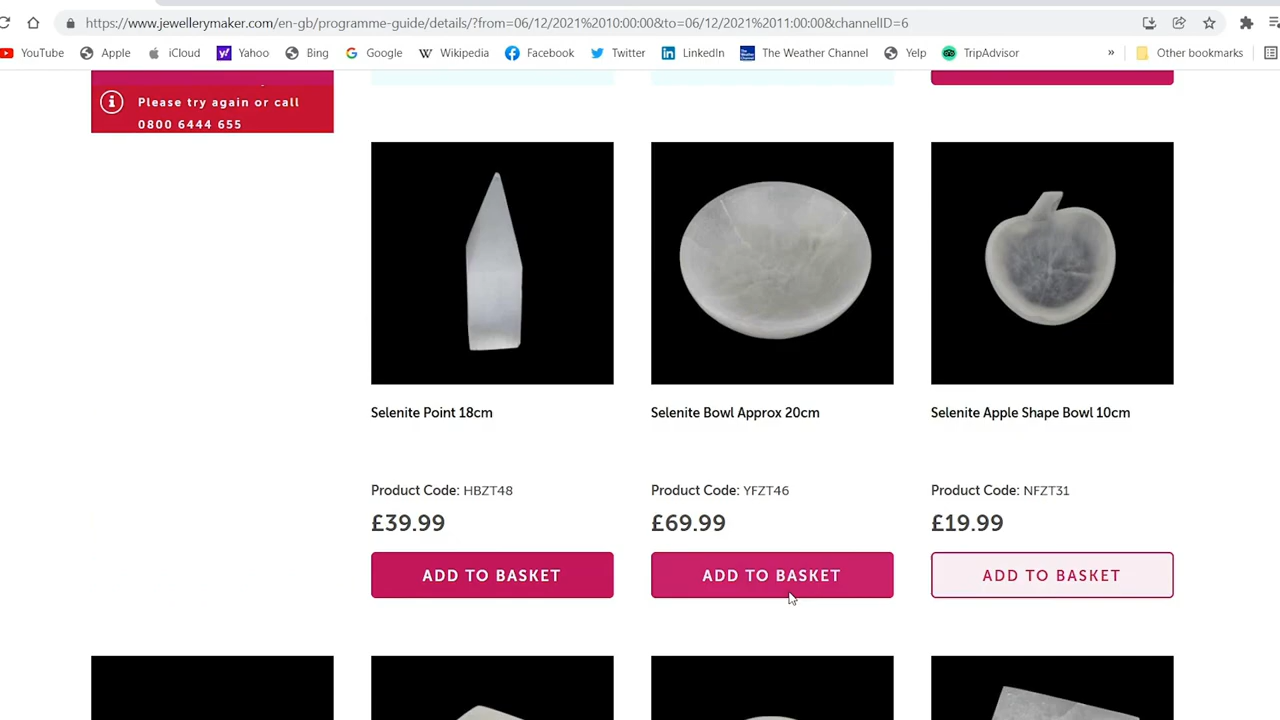 https://www.jewellerymaker.com/en-gb/programme-guide/details/?from=06/12/2021%2010:00:00&to=06/12/2021%2011:00:00&channelID=6
YouTube Apple iCloud Yahoo Bing Google Wikipedia Facebook Twitter LinkedIn The Weather Channel Yelp TripAdvisor » Other bookmarks
Please try again or call
0800 6444 655
Selenite Point 18cm
Product Code: HBZT48
£39.99
ADD TO BASKET
Selenite Bowl Approx 20cm
Product Code: YFZT46
£69.99
ADD TO BASKET
Selenite Apple Shape Bowl 10cm
Product Code: NFZT31
£19.99
ADD TO BASKET